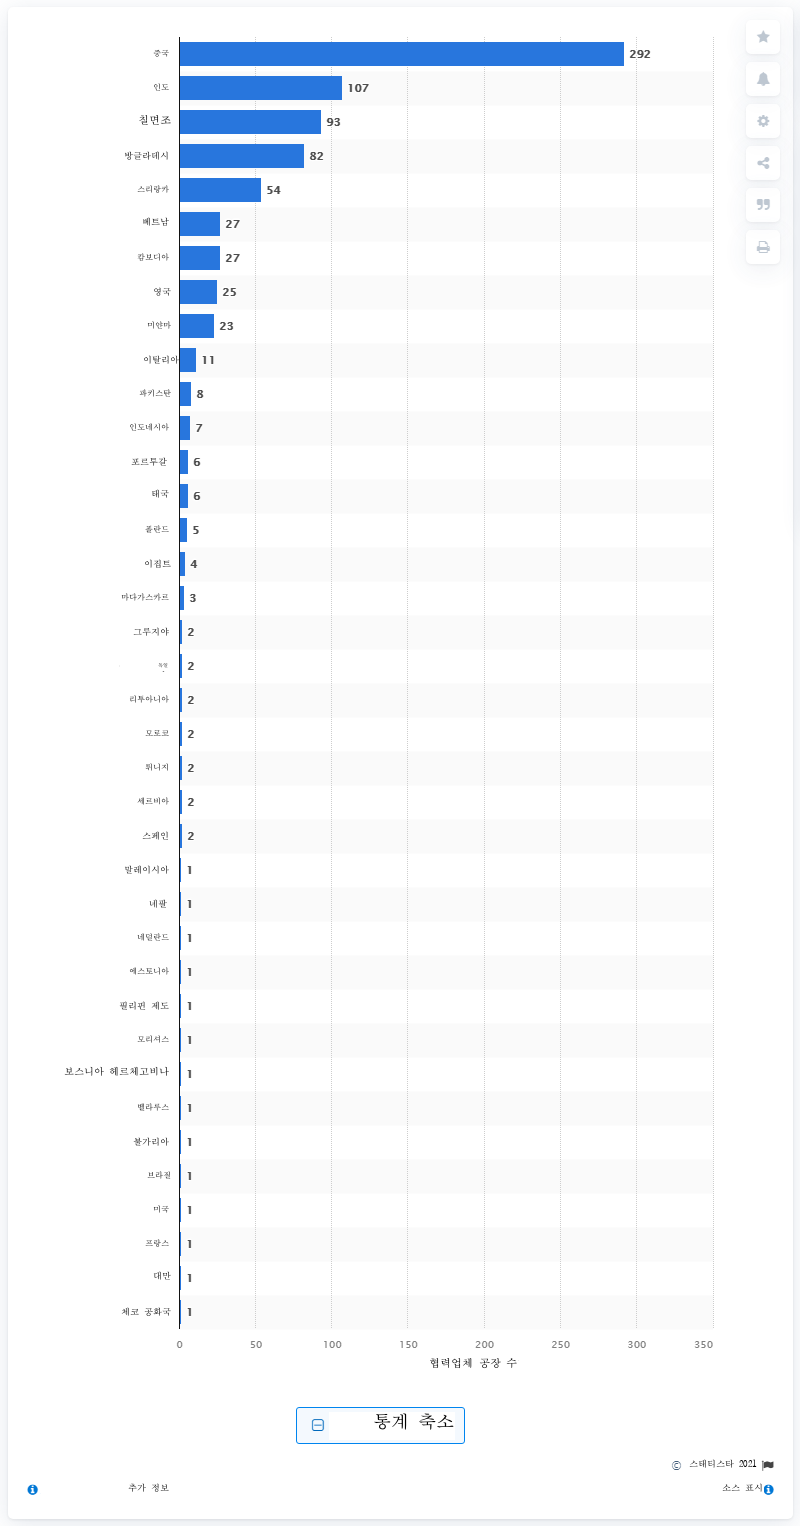 중국 292
인도 107
칠면조 93
방글라데시 82
스리랑카 54
베트남 27
캄보디아 27
영국 25
미얀마 23
이탈리아 11
파키스탄 8
인도네시아 7
포르투갈 6
태국 6
폴란드 5
이집트 4
마다가스카르 3
그루지야 2
독일 2
리투아니아 2
모로코 2
튀니지 2
세르비아 2
스페인 2
말레이시아 1
네팔 1
네덜란드 1
에스토니아 1
필리핀 제도 1
모리셔스 1
보스니아 헤르체고비나 1
벨라루스 1
불가리아 1
브라질 1
미국 1
프랑스 1
대만 1
체코 공화국 1
0 50 100 150 200 250 300 350
협력업체 공장 수
통계 축소
© 스태티스타 2021
추가 정보 소스 표시